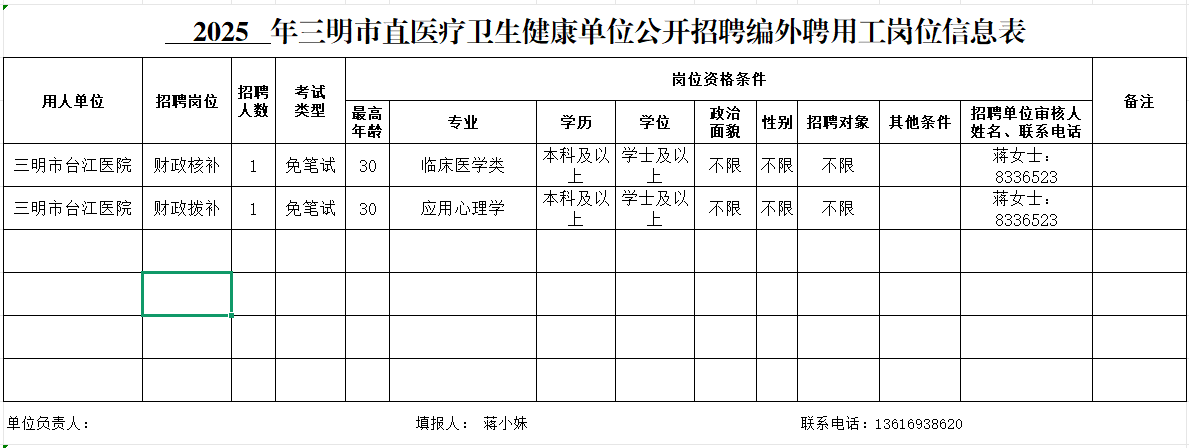 2025 年三明市直医疗卫生健康单位公开招聘编外聘用工岗位信息表
用人单位 招聘岗位 招聘人数 考试类型 岗位资格条件 备注
最高年龄 专业 学历 学位 政治面貌 性别 招聘对象 其他条件 招聘单位审核人姓名、联系电话
三明市台江医院 财政核补 1 免笔试 30 临床医学类 本科及以上 学士及以上 不限 不限 不限 蒋女士：8336523
三明市台江医院 财政拨补 1 免笔试 30 应用心理学 本科及以上 学士及以上 不限 不限 不限 蒋女士：8336523
单位负责人： 填报人： 蒋小妹 联系电话：13616938620